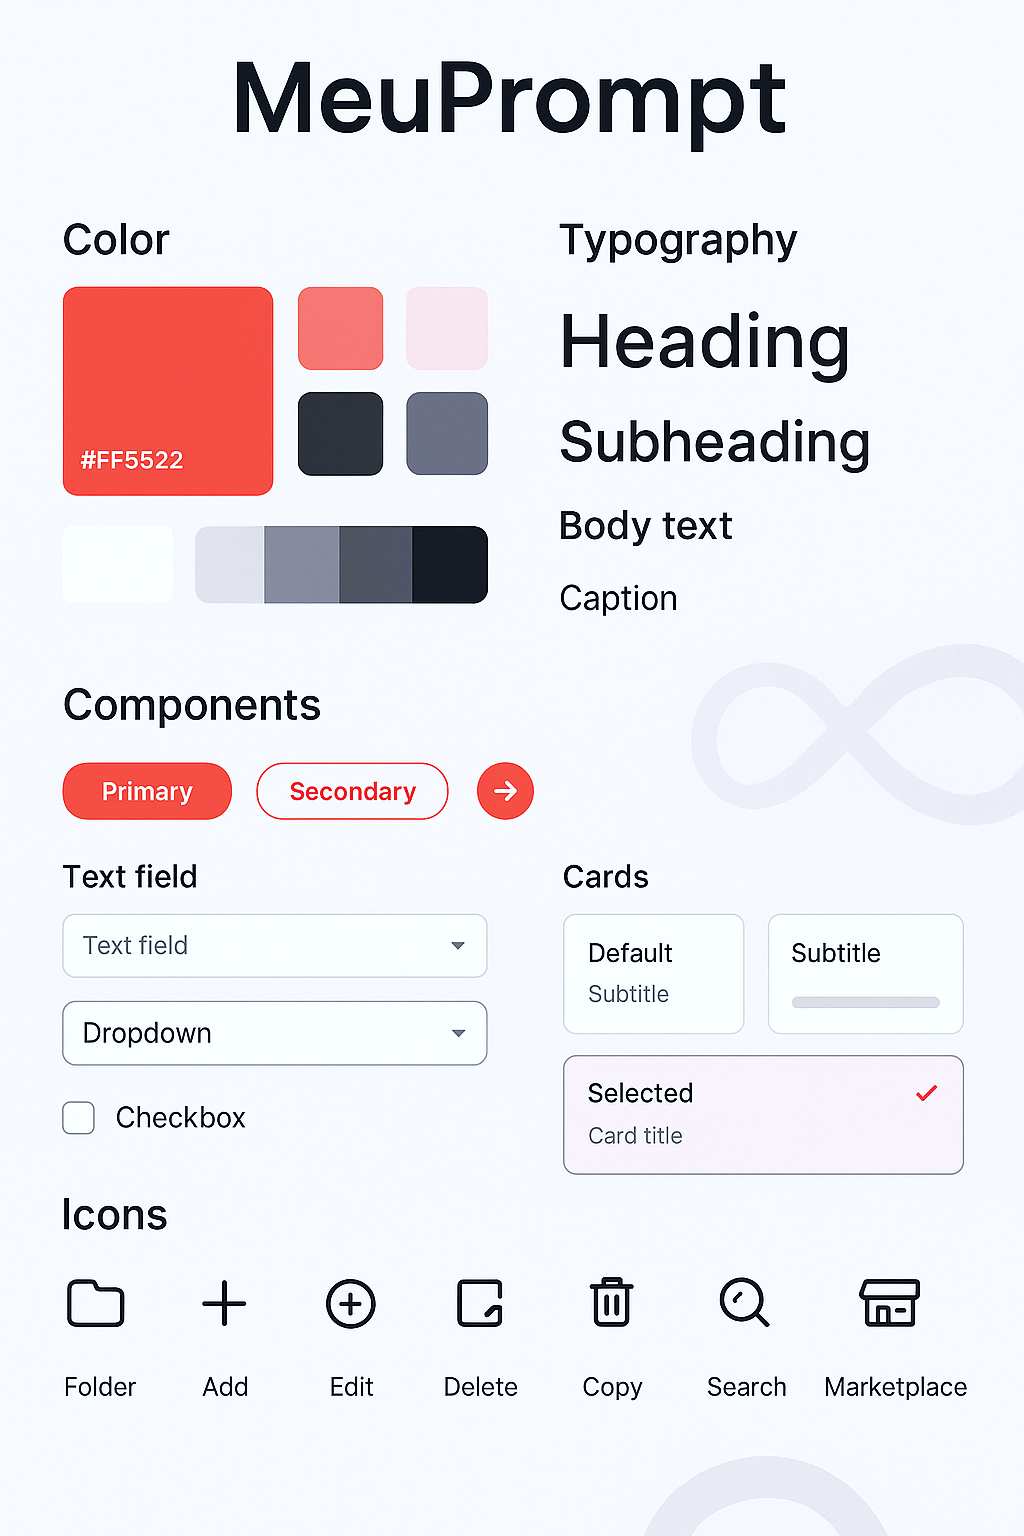 MeuPrompt
Color
#FF5522
Typography
Heading
Subheading
Body text
Caption
Components
Primary
Secondary
Text field
Text field
Dropdown
Checkbox
Cards
Default
Subtitle
Subtitle
Selected
Card title
Icons
Folder
Add
Edit
Delete
Copy
Search
Marketplace